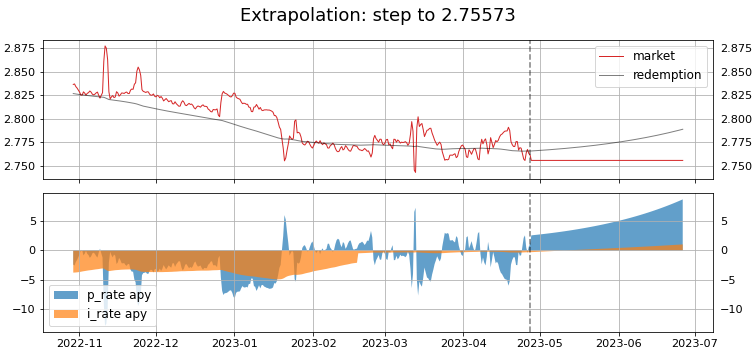 Extrapolation: step to 2.75573
2.875 2.875
2.850 2.850
2.825 2.825
2.800 2.800
2.775 2.775
2.750 2.750
market
redemption
5 5
0 0
−5 −5
−10 −10
p_rate apy
i_rate apy
2022-11 2022-12 2023-01 2023-02 2023-03 2023-04 2023-05 2023-06 2023-07